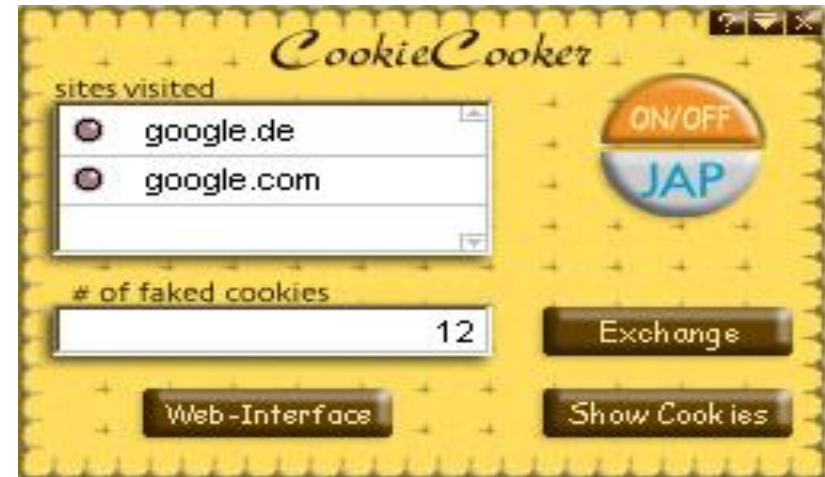 ? ▼ X
CookieCooker
sites visited
google.de
google.com
ON/OFF
JAP
# of faked cookies
12
Exchange
Web-Interface
Show Cookies